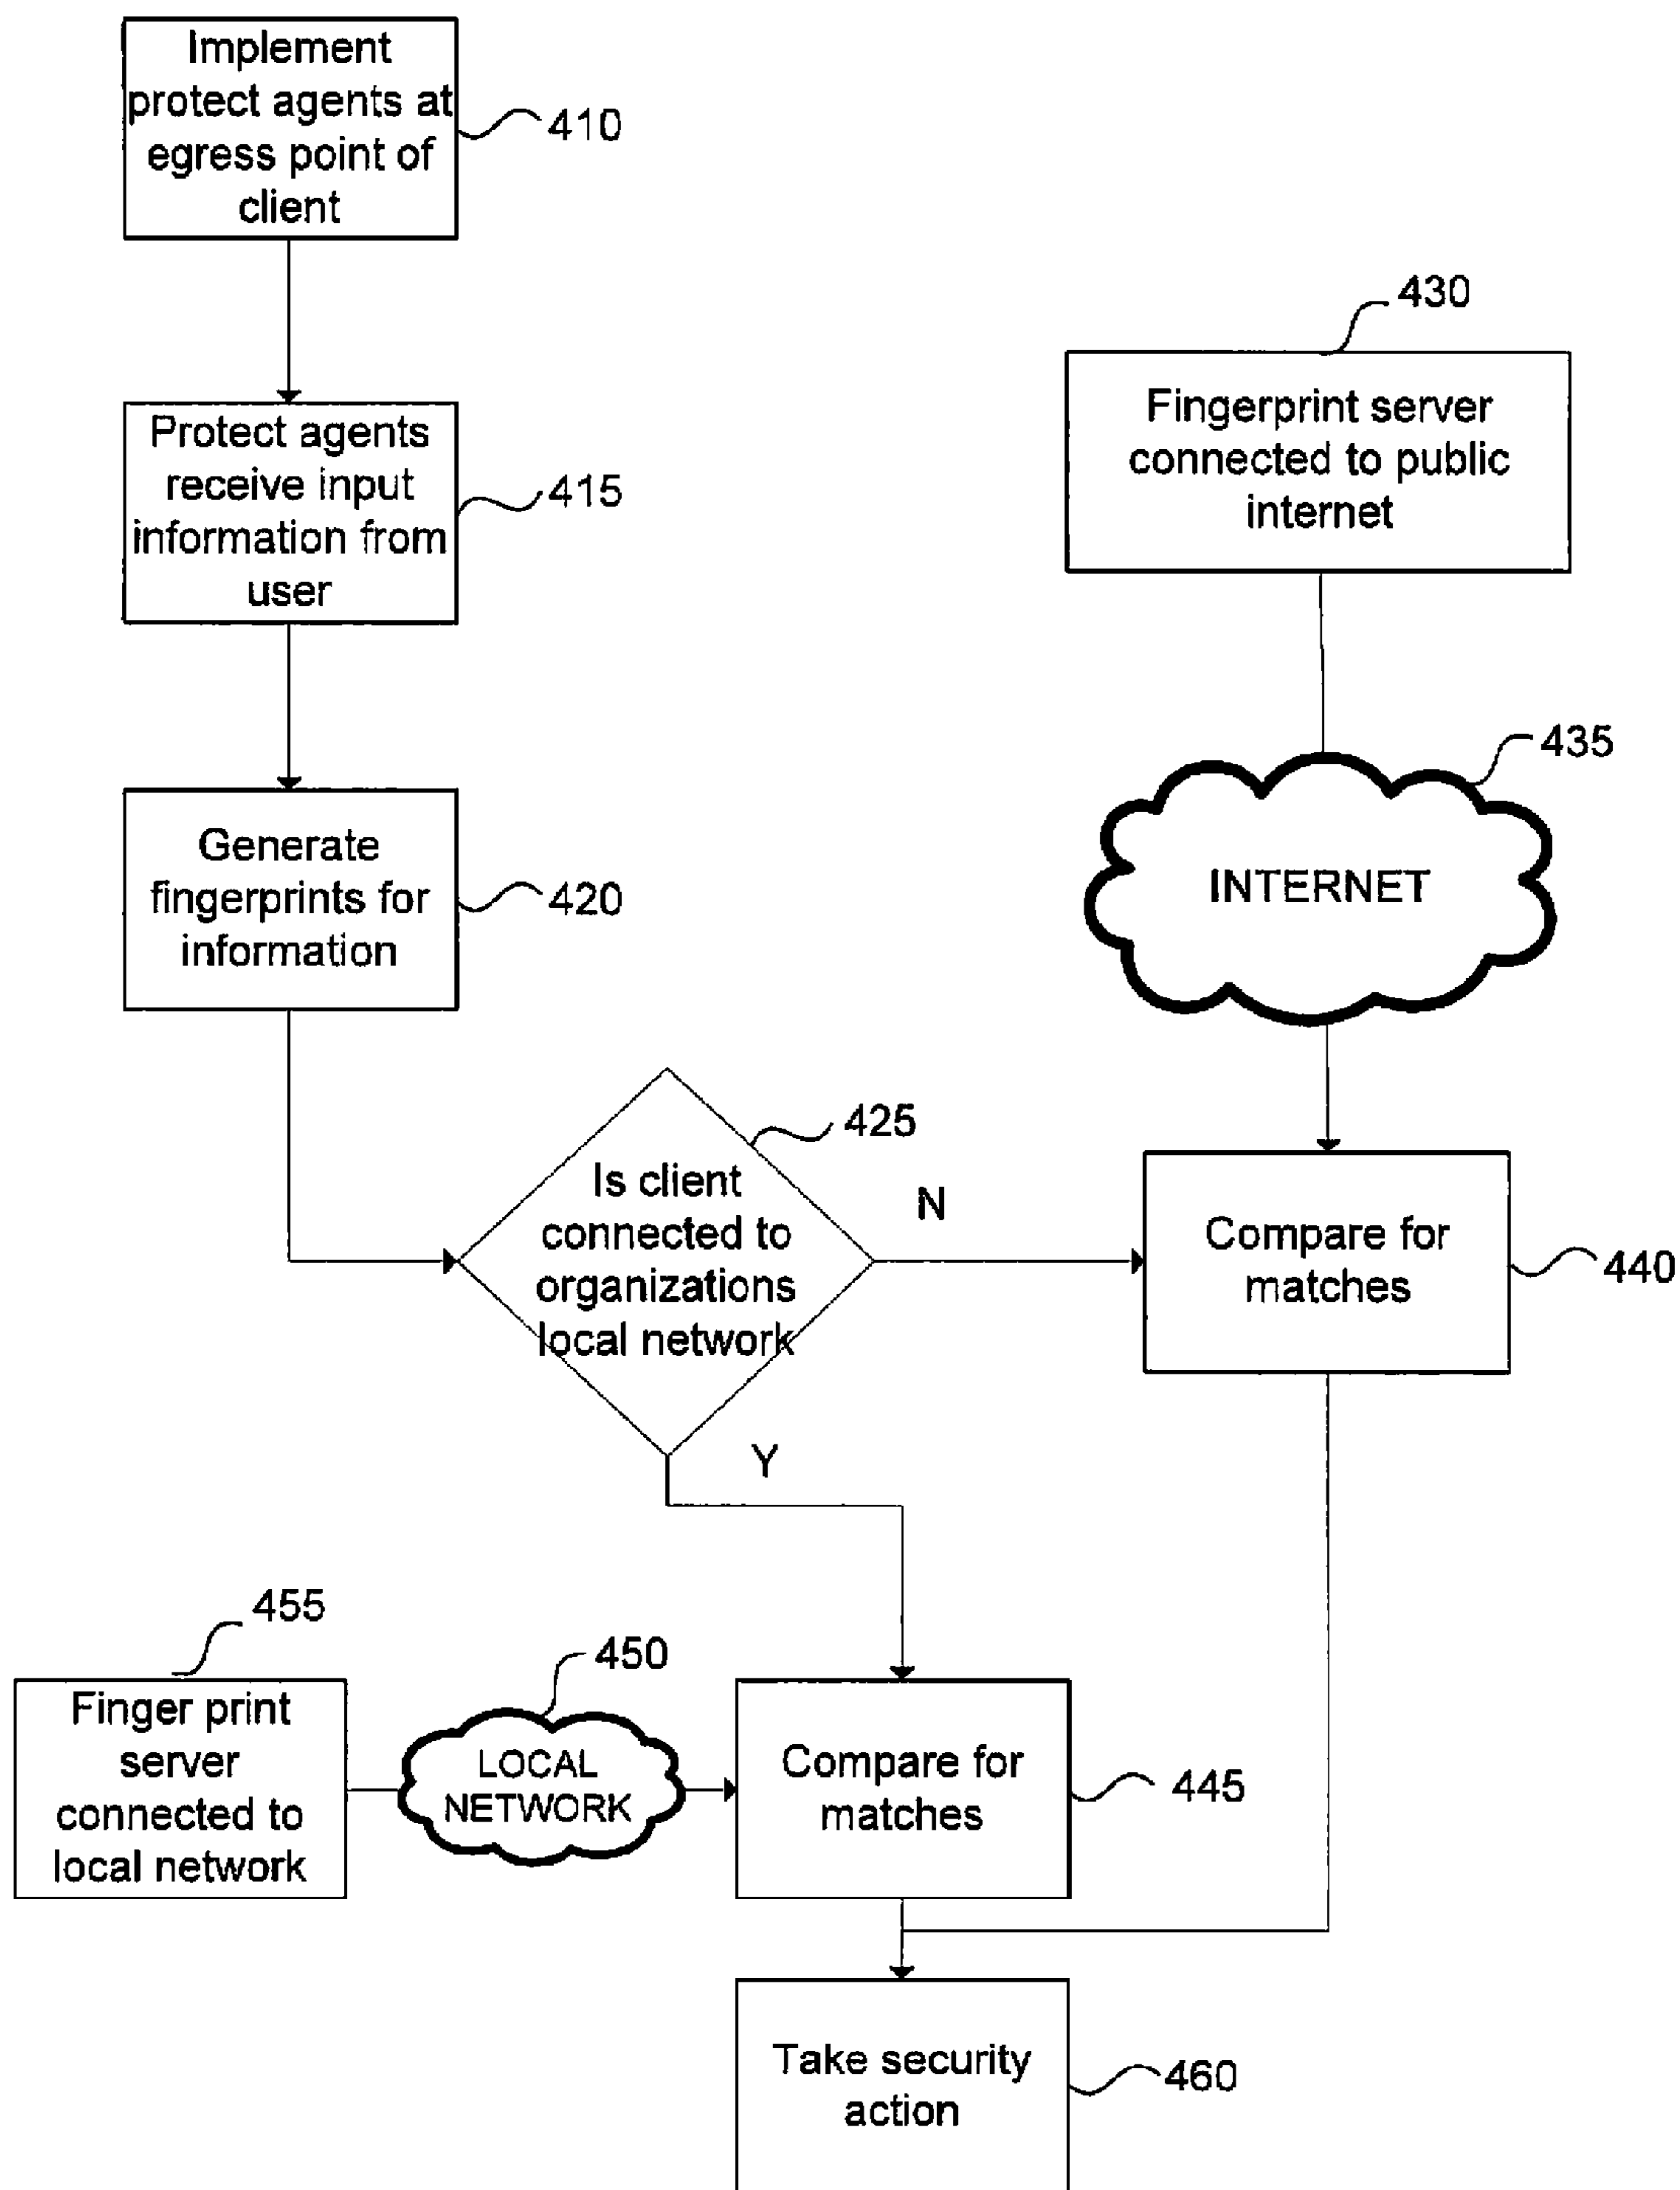 Implement
protect agents at
egress point of
client
410
430
Fingerprint server
connected to public
internet
Protect agents
receive input
information from
user
415
435
INTERNET
Generate
fingerprints for
information
420
425
Is client
connected to
organizations
local network
N
Compare for
matches
440
Y
455
Finger print
server
connected to
local network
450
LOCAL
NETWORK
Compare for
matches
445
Take security
action
460